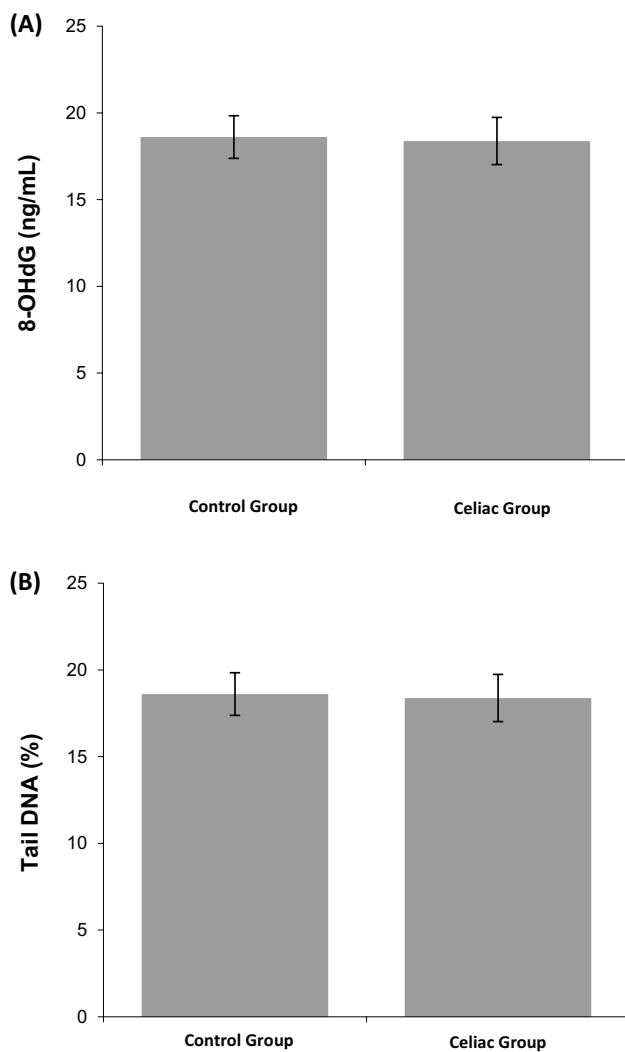 (A)
25
20
15
10
5
0
8-OHdG (ng/mL)
Control Group
Celiac Group
(B)
25
20
15
10
5
0
Tail DNA (%)
Control Group
Celiac Group